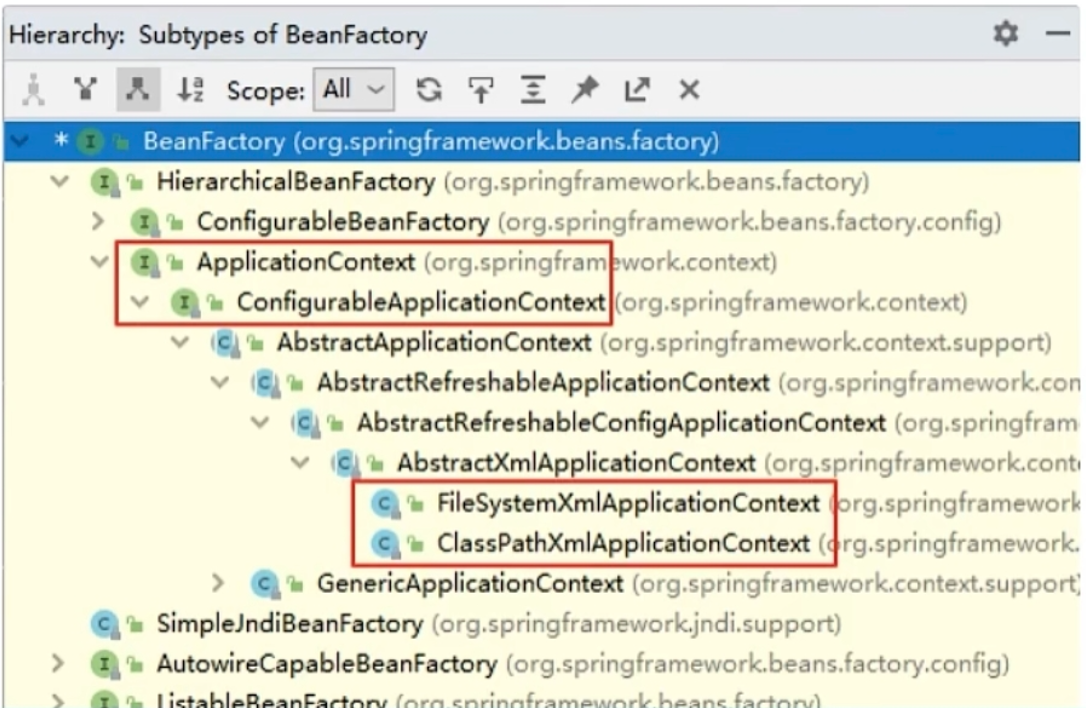 Hierarchy: Subtypes of BeanFactory
Scope: All
* I BeanFactory (org.springframework.beans.factory)
I HierarchicalBeanFactory (org.springframework.beans.factory)
I ConfigurableBeanFactory (org.springframework.beans.factory.config)
I ApplicationContext (org.springframework.context)
I ConfigurableApplicationContext (org.springframework.context)
C AbstractApplicationContext (org.springframework.context.support)
C AbstractRefreshableApplicationContext (org.springframework.con
C AbstractRefreshableConfigApplicationContext (org.springfram
C AbstractXmlApplicationContext (org.springframework.conte
C FileSystemXmlApplicationContext (org.springframework
C ClassPathXmlApplicationContext (org.springframework.
C GenericApplicationContext (org.springframework.context.support)
C SimpleJndiBeanFactory (org.springframework.jndi.support)
I AutowireCapableBeanFactory (org.springframework.beans.factory.config)
I ListableBeanFactory (org.springframework.beans.factory)